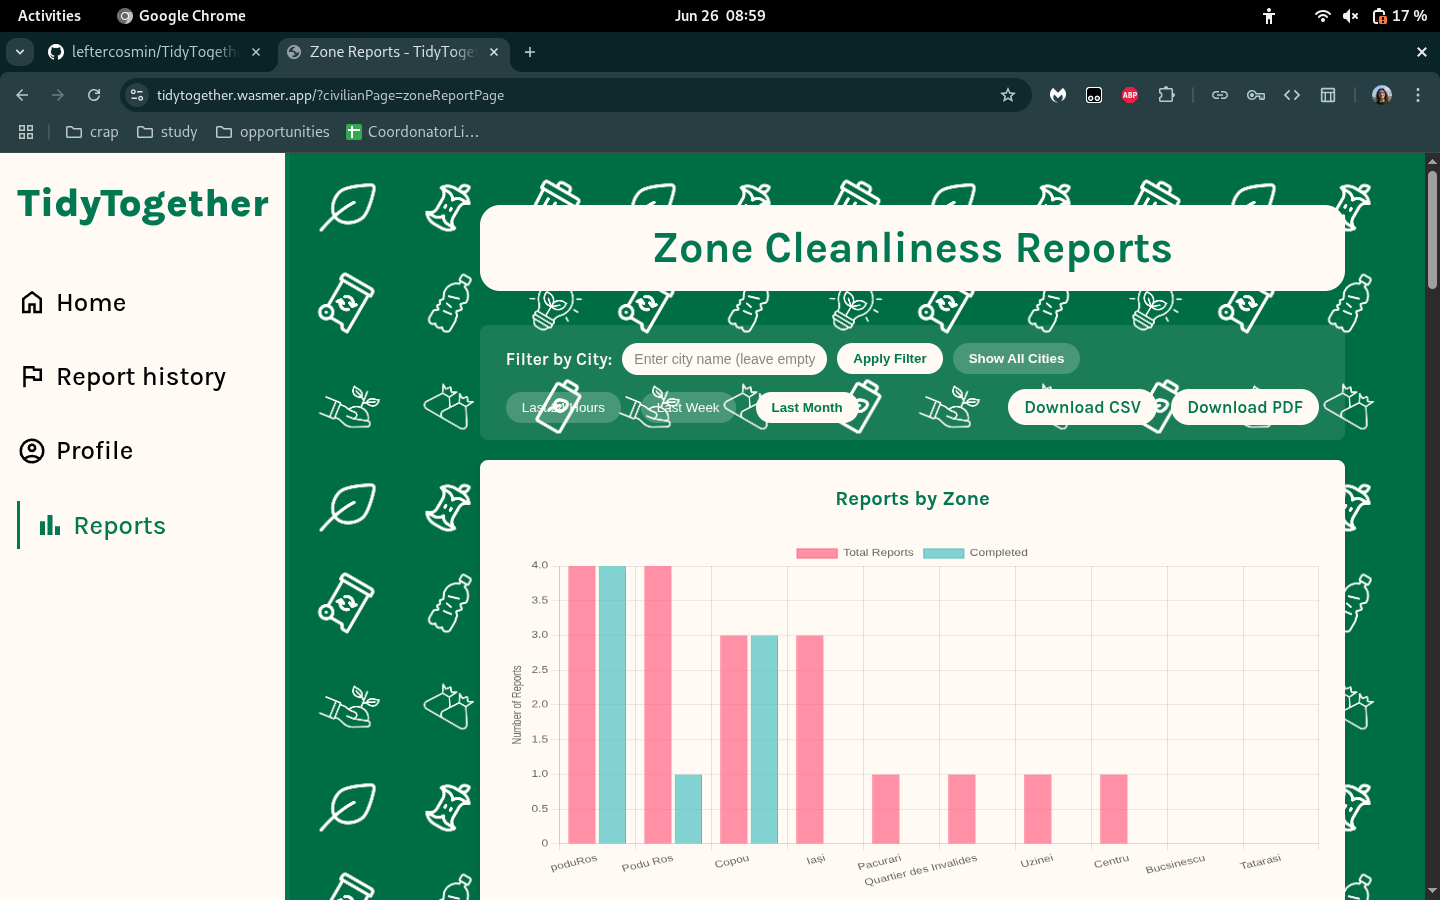 Activities Google Chrome Jun 26 08:59 17 %
leftercosmin/TidyTogeth Zone Reports - TidyToge
tidytogether.wasmer.app/?civilianPage=zoneReportPage ABP
crap study opportunities CoordonatorLi...
TidyTogether
Home
Report history
Profile
Reports
Zone Cleanliness Reports
Filter by City: Enter city name (leave empty Apply Filter Show All Cities
Last 24 Hours Last Week Last Month Download CSV Download PDF
Reports by Zone
Total Reports Completed
4.0
3.5
3.0
2.5
2.0
1.5
1.0
0.5
0
Number of Reports
poduRos Podu Ros Copou Iași Pacurari Quartier des Invalides Uzinei Centru Bucsinescu Tatarasi